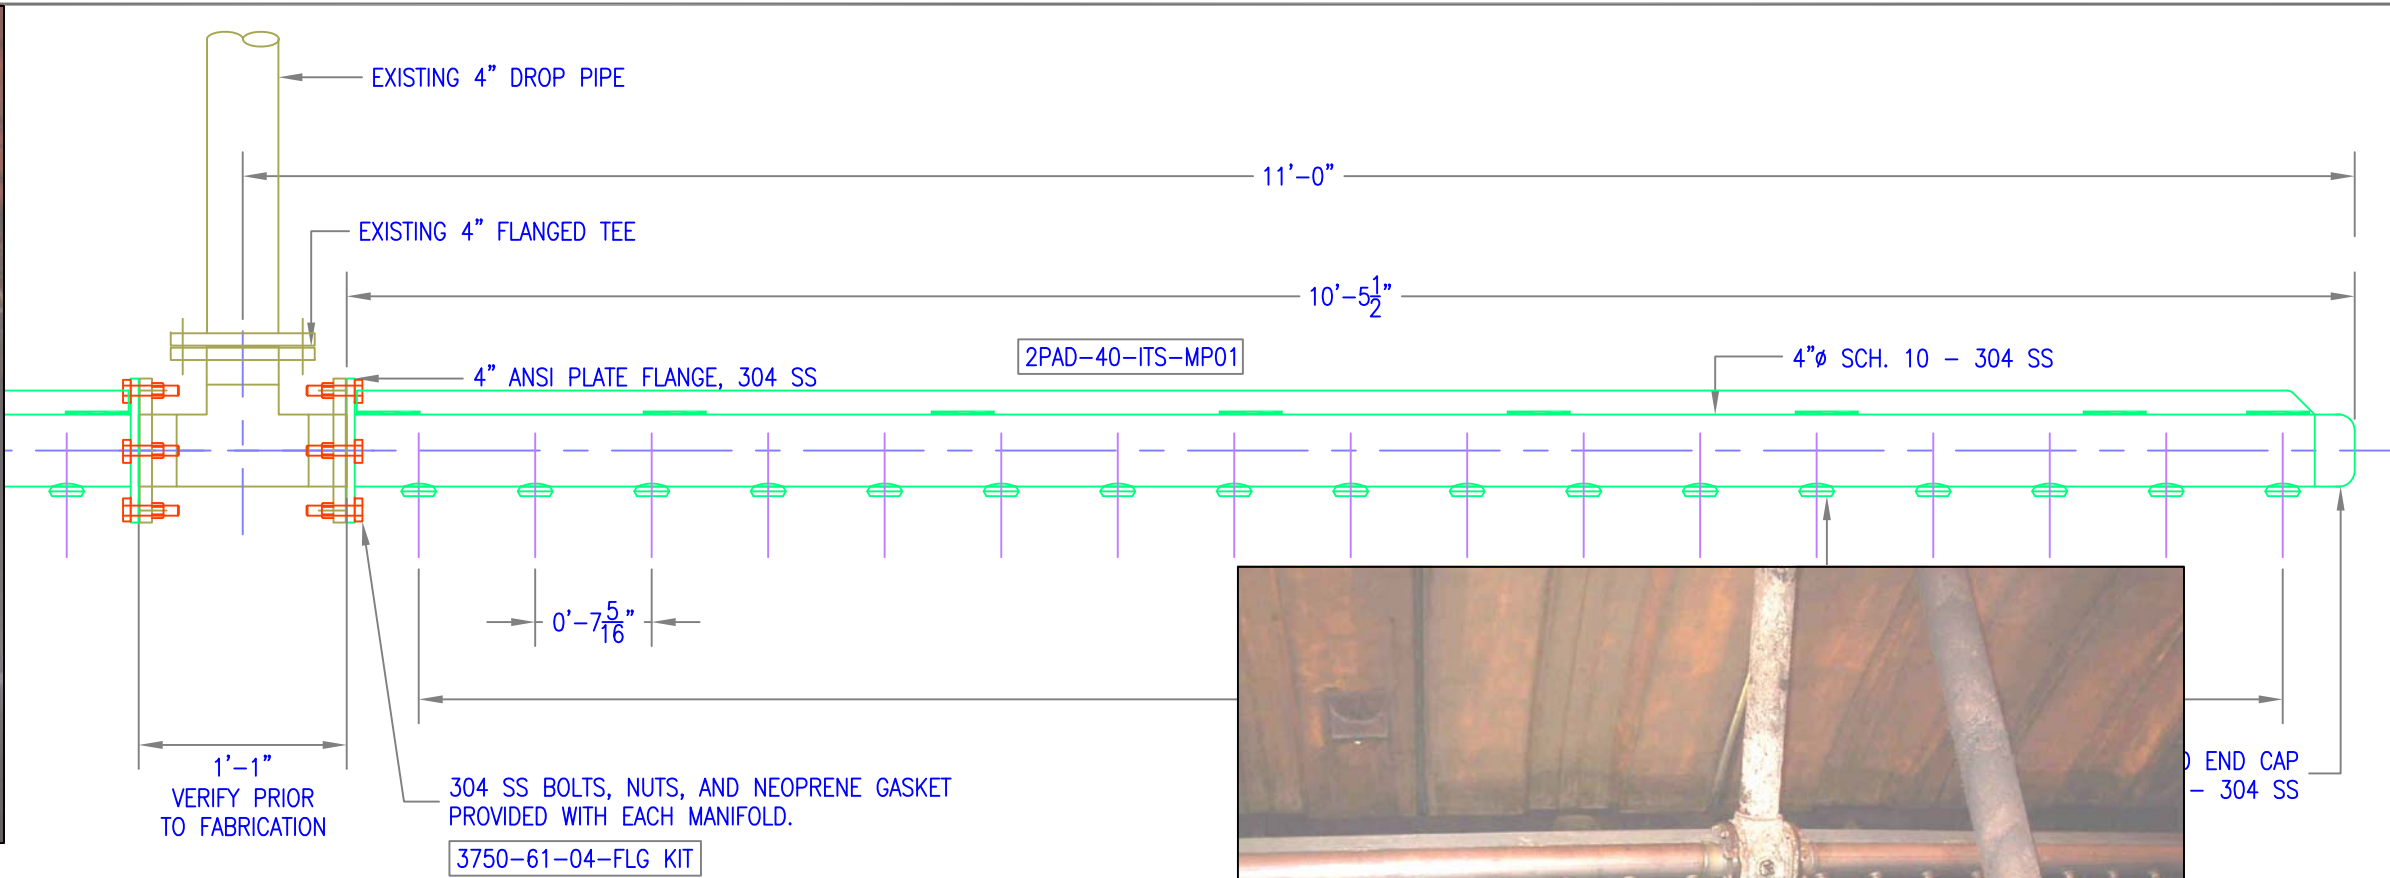 EXISTING 4" DROP PIPE
11'-0"
EXISTING 4" FLANGED TEE
10'-5 1/2"
2PAD-40-ITS-MP01
4"ø SCH. 10 - 304 SS
4" ANSI PLATE FLANGE, 304 SS
0'-7 5/16"
1'-1"
VERIFY PRIOR
TO FABRICATION
304 SS BOLTS, NUTS, AND NEOPRENE GASKET
PROVIDED WITH EACH MANIFOLD.
3750-61-04-FLG KIT
END CAP
- 304 SS